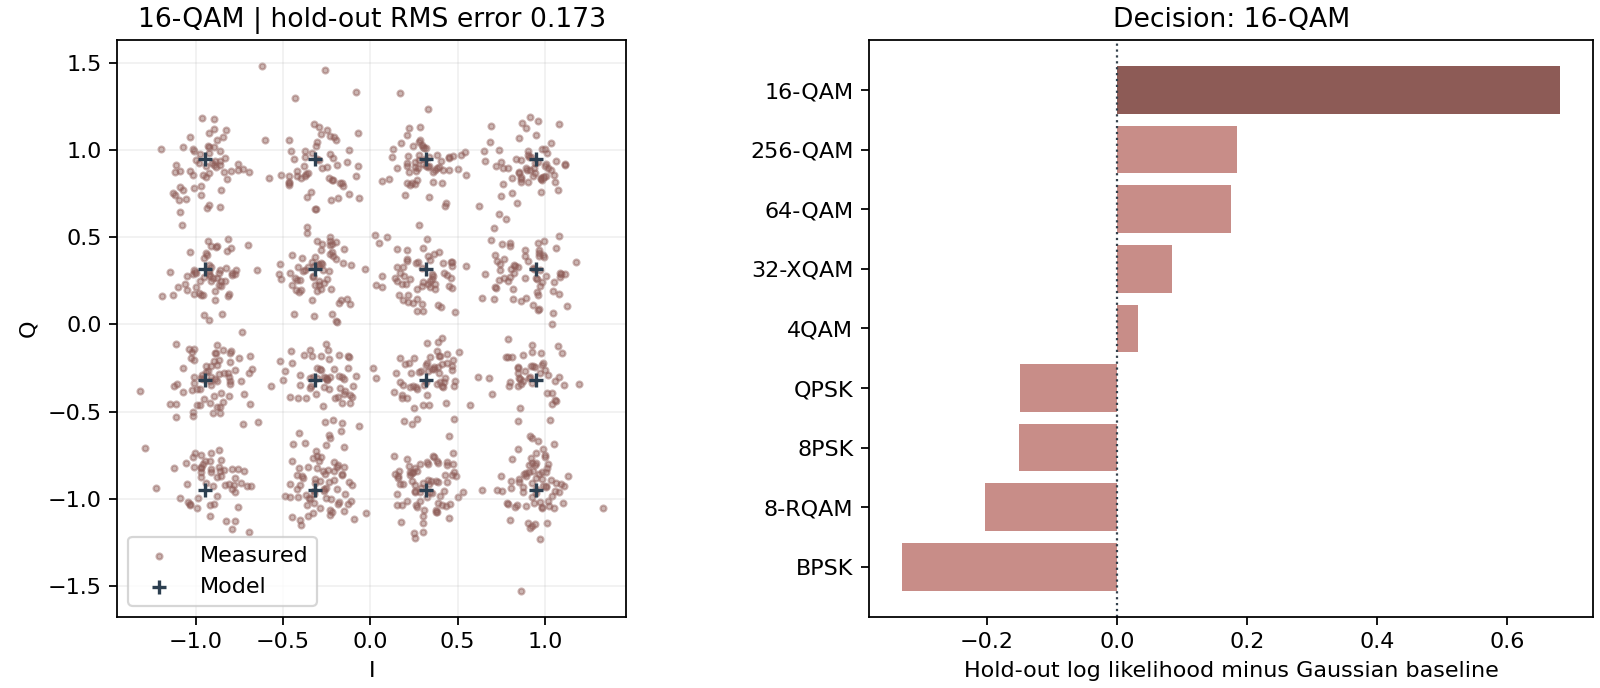 16-QAM | hold-out RMS error 0.173
1.5
1.0
0.5
0.0
−0.5
−1.0
−1.5
Q
Measured
Model
−1.0 −0.5 0.0 0.5 1.0
I
Decision: 16-QAM
16-QAM
256-QAM
64-QAM
32-XQAM
4QAM
QPSK
8PSK
8-RQAM
BPSK
−0.2 0.0 0.2 0.4 0.6
Hold-out log likelihood minus Gaussian baseline